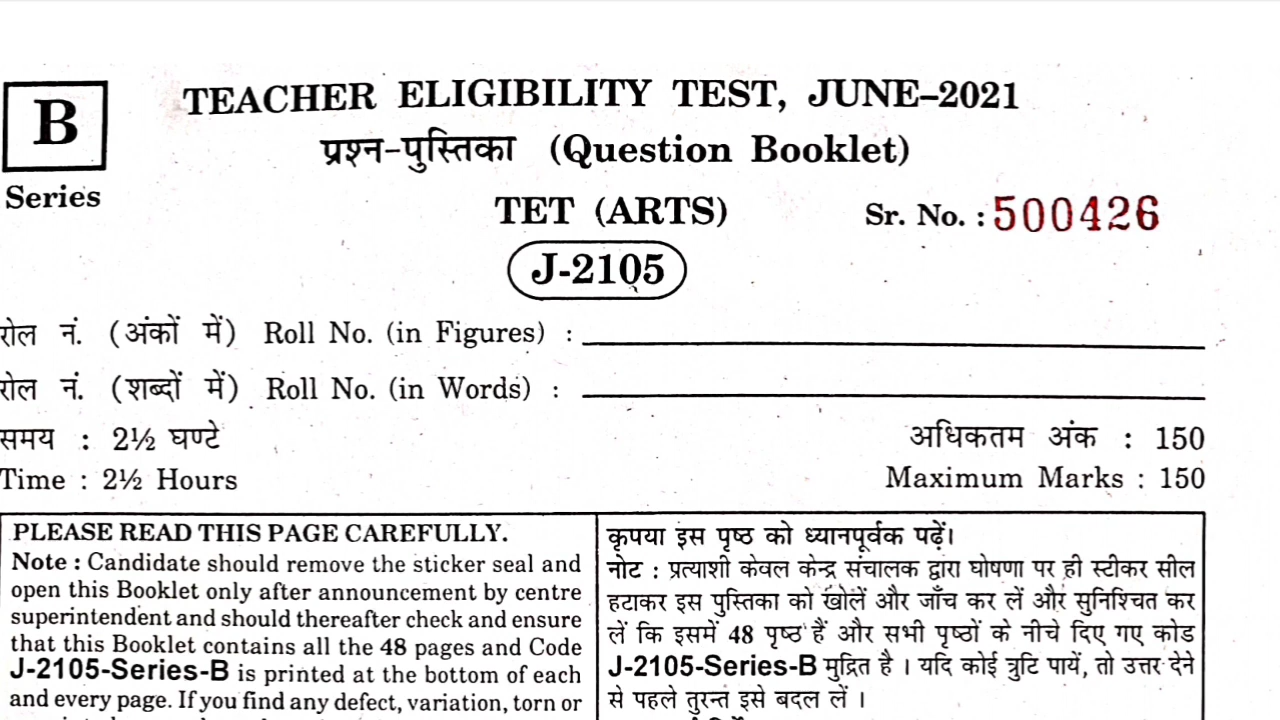 B
Series
TEACHER ELIGIBILITY TEST, JUNE–2021
प्रश्न-पुस्तिका (Question Booklet)
TET (ARTS)
Sr. No. : 500426
J-2105
रोल नं. (अंकों में) Roll No. (in Figures) :
रोल नं. (शब्दों में) Roll No. (in Words) :
समय : 2½ घण्टे
अधिकतम अंक : 150
Time : 2½ Hours
Maximum Marks : 150
PLEASE READ THIS PAGE CAREFULLY.
Note : Candidate should remove the sticker seal and
open this Booklet only after announcement by centre
superintendent and should thereafter check and ensure
that this Booklet contains all the 48 pages and Code
J-2105-Series-B is printed at the bottom of each
and every page. If you find any defect, variation, torn or
कृपया इस पृष्ठ को ध्यानपूर्वक पढ़ें।
नोट : प्रत्याशी केवल केन्द्र संचालक द्वारा घोषणा पर ही स्टीकर सील
हटाकर इस पुस्तिका को खोलें और जाँच कर लें और सुनिश्चित कर
लें कि इसमें 48 पृष्ठ हैं और सभी पृष्ठों के नीचे दिए गए कोड
J-2105-Series-B मुद्रित है । यदि कोई त्रुटि पायें, तो उत्तर देने
से पहले तुरन्त इसे बदल लें ।